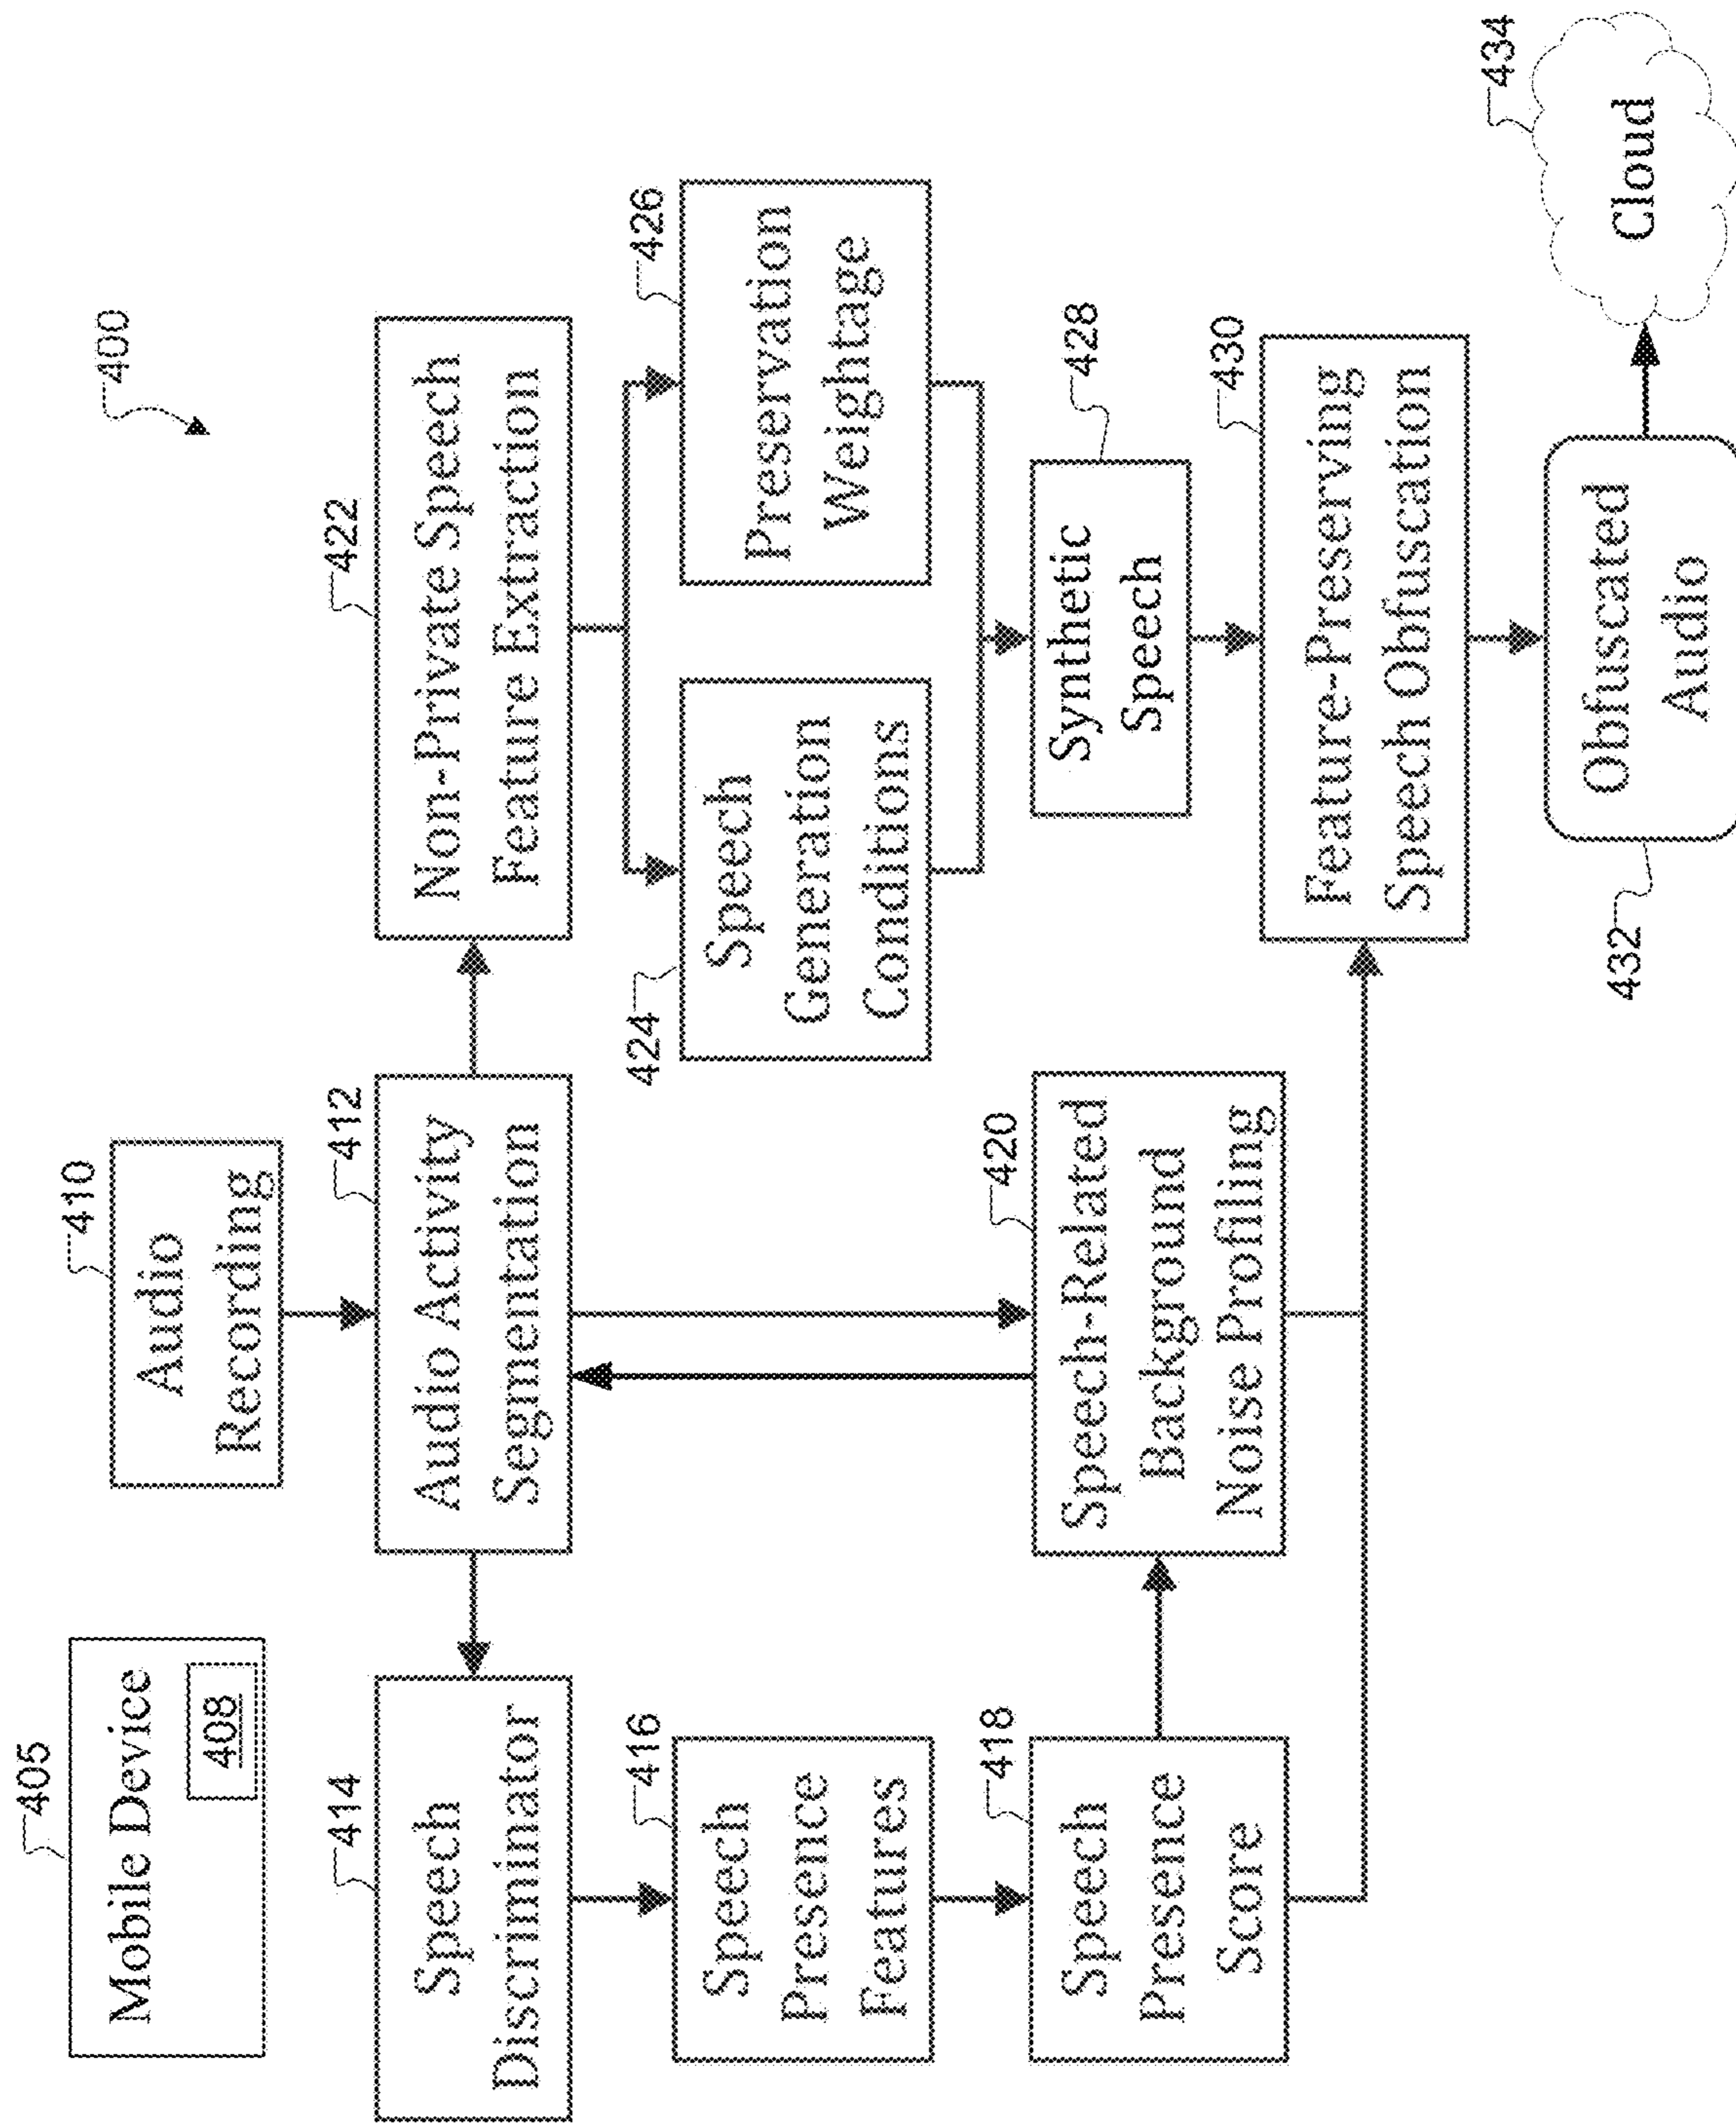 400
405
Mobile Device
408
410
Audio
Recording
412
Audio Activity
Segmentation
414
Speech
Discriminator
416
Speech
Presence
Features
418
Speech
Presence
Score
420
Speech-Related
Background
Noise Profiling
422
Non-Private Speech
Feature Extraction
424
Speech
Generation
Conditions
426
Preservation
Weightage
428
Synthetic
Speech
430
Feature-Preserving
Speech Obfuscation
432
Obfuscated
Audio
434
Cloud